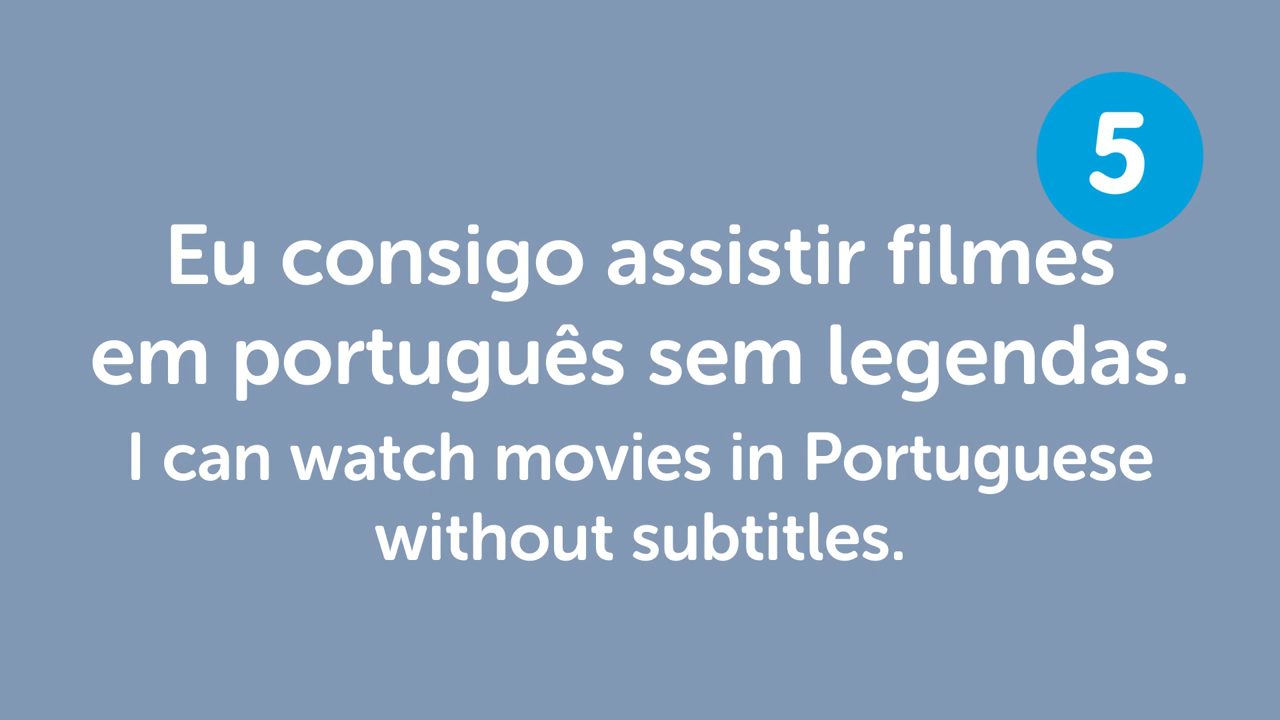 5
Eu consigo assistir filmes
em português sem legendas.
I can watch movies in Portuguese
without subtitles.